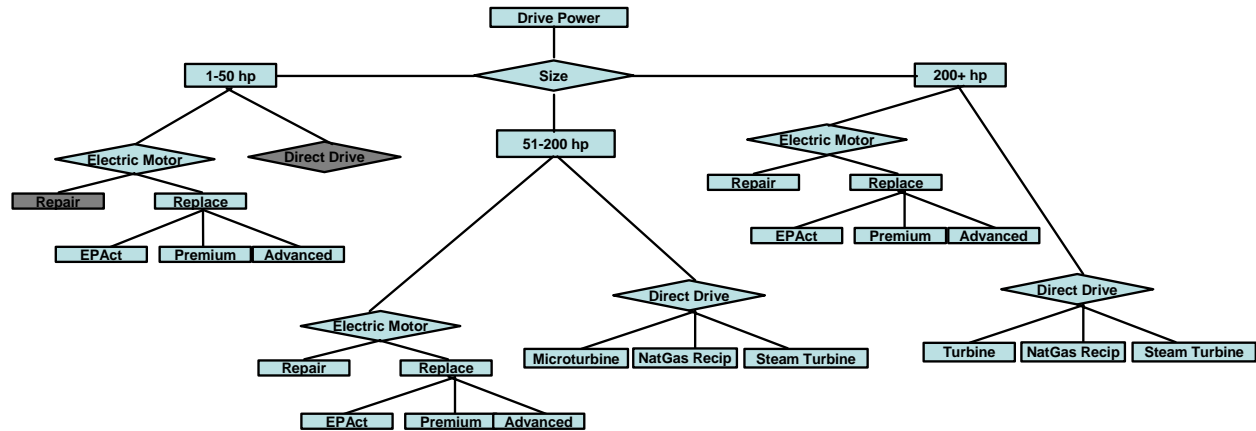 Drive Power
1-50 hp
Size
200+ hp
51-200 hp
Electric Motor
Direct Drive
Repair
Replace
EPAct
Premium
Advanced
Electric Motor
Repair
Replace
EPAct
Premium
Advanced
Direct Drive
Microturbine
NatGas Recip
Steam Turbine
Electric Motor
Repair
Replace
EPAct
Premium
Advanced
Direct Drive
Turbine
NatGas Recip
Steam Turbine